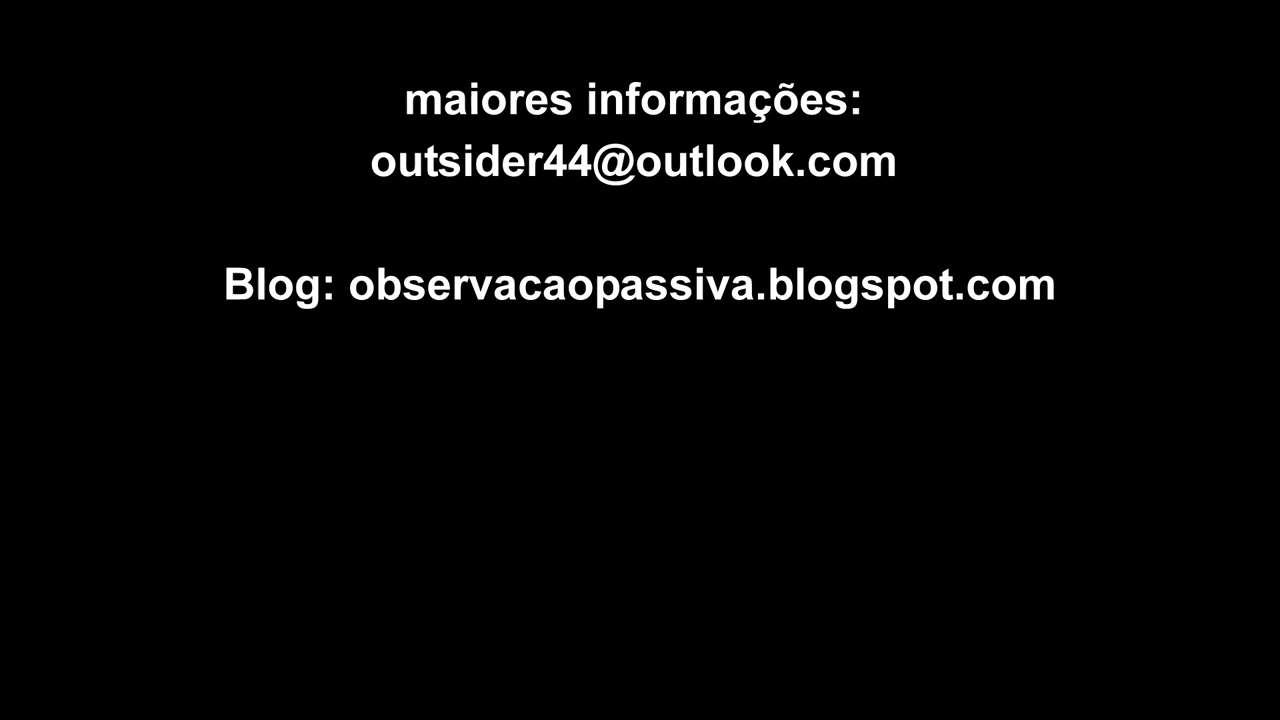 maiores informações:
outsider44@outlook.com
Blog: observacaopassiva.blogspot.com